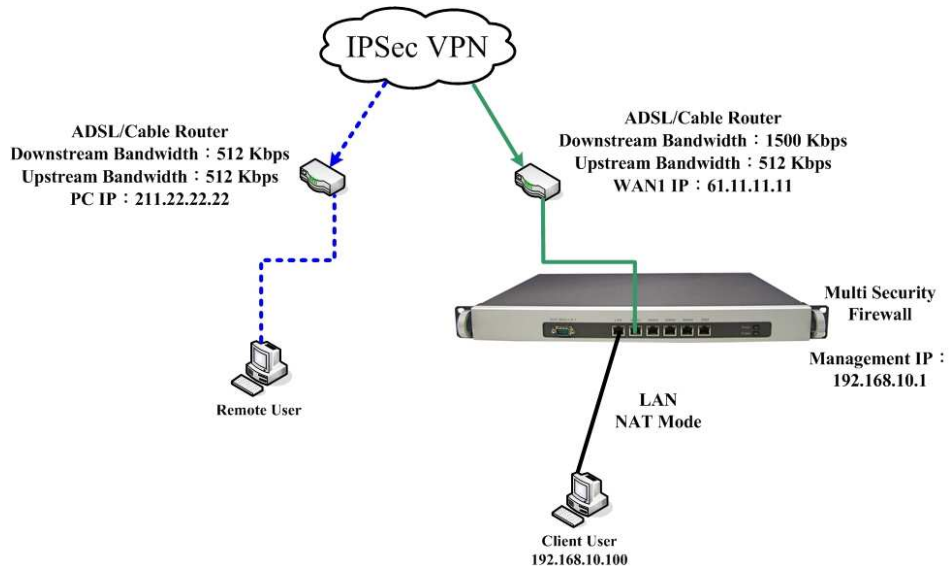 IPSec VPN
ADSL/Cable Router
Downstream Bandwidth：512 Kbps
Upstream Bandwidth：512 Kbps
PC IP：211.22.22.22
ADSL/Cable Router
Downstream Bandwidth：1500 Kbps
Upstream Bandwidth：512 Kbps
WAN1 IP：61.11.11.11
Multi Security
Firewall
Management IP：
192.168.10.1
Remote User
LAN
NAT Mode
Client User
192.168.10.100